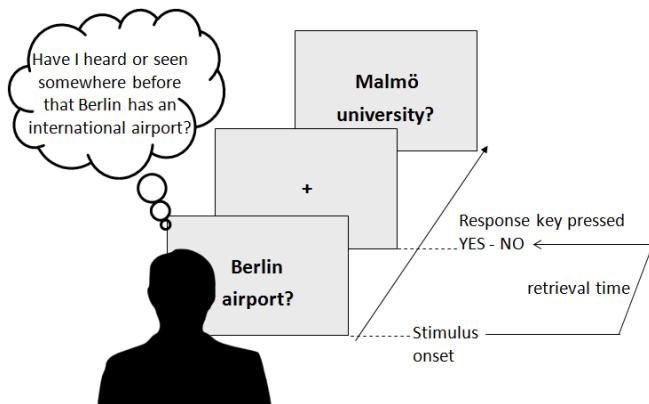 Have I heard or seen
somewhere before
that Berlin has an
international airport?
Malmö
university?
+
Berlin
airport?
Response key pressed
YES - NO
retrieval time
Stimulus
onset